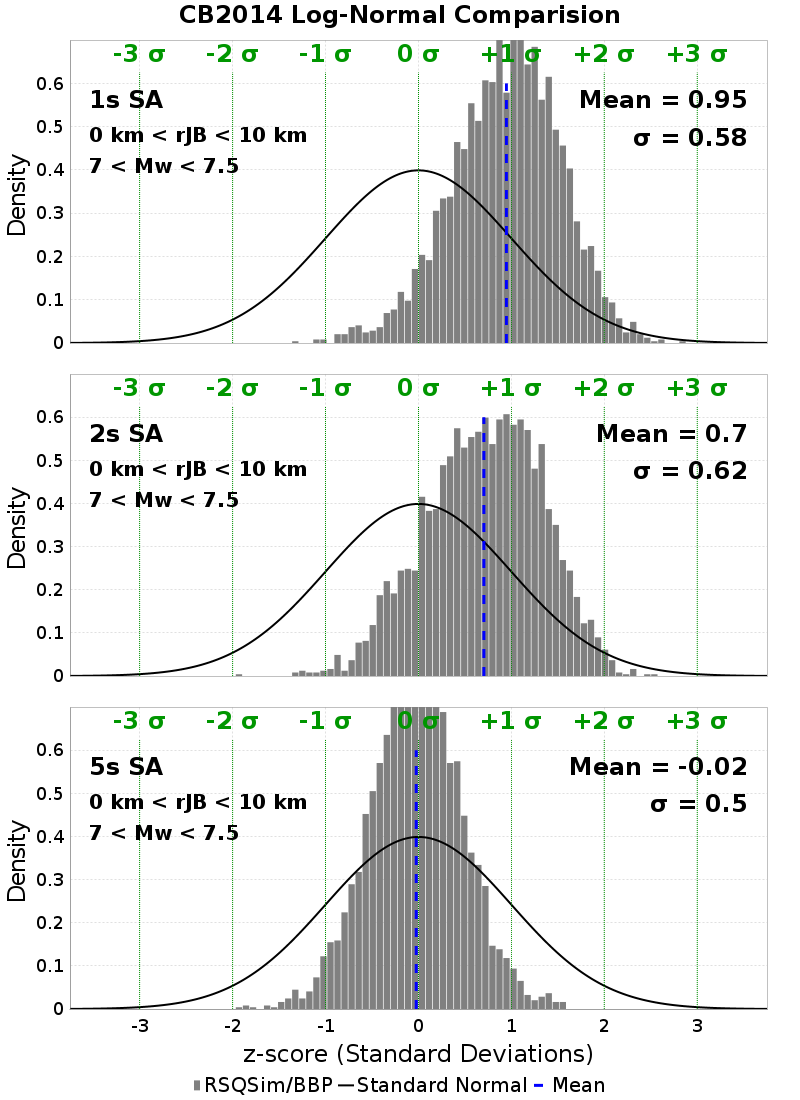 CB2014 Log-Normal Comparision
-3 σ -2 σ -1 σ 0 σ +1 σ +2 σ +3 σ
1s SA
0 km < rJB < 10 km
7 < Mw < 7.5
Mean = 0.95
σ = 0.58
Density
0.6
0.5
0.4
0.3
0.2
0.1
0
-3 σ -2 σ -1 σ 0 σ +1 σ +2 σ +3 σ
2s SA
0 km < rJB < 10 km
7 < Mw < 7.5
Mean = 0.7
σ = 0.62
Density
0.6
0.5
0.4
0.3
0.2
0.1
0
-3 σ -2 σ -1 σ 0 σ +1 σ +2 σ +3 σ
5s SA
0 km < rJB < 10 km
7 < Mw < 7.5
Mean = -0.02
σ = 0.5
Density
0.6
0.5
0.4
0.3
0.2
0.1
0
-3 -2 -1 0 1 2 3
z-score (Standard Deviations)
RSQSim/BBP Standard Normal Mean